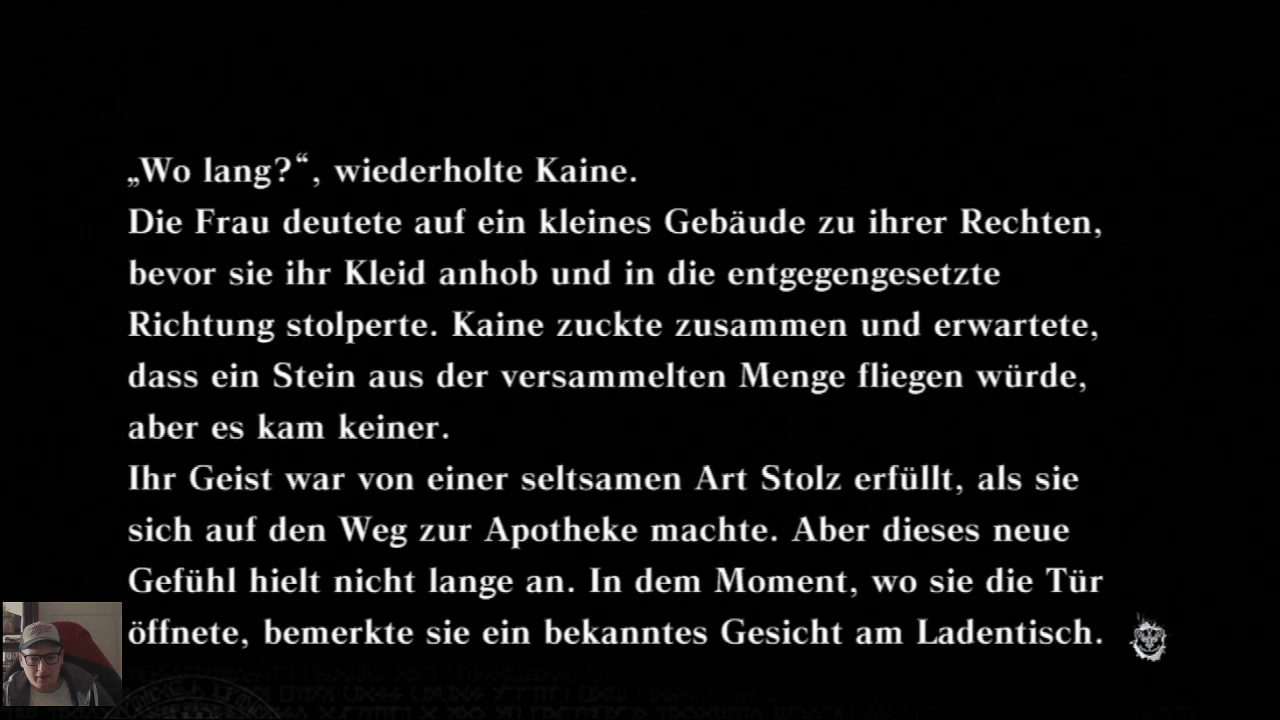 „Wo lang?“, wiederholte Kaine.
Die Frau deutete auf ein kleines Gebäude zu ihrer Rechten,
bevor sie ihr Kleid anhob und in die entgegengesetzte
Richtung stolperte. Kaine zuckte zusammen und erwartete,
dass ein Stein aus der versammelten Menge fliegen würde,
aber es kam keiner.
Ihr Geist war von einer seltsamen Art Stolz erfüllt, als sie
sich auf den Weg zur Apotheke machte. Aber dieses neue
Gefühl hielt nicht lange an. In dem Moment, wo sie die Tür
öffnete, bemerkte sie ein bekanntes Gesicht am Ladentisch.